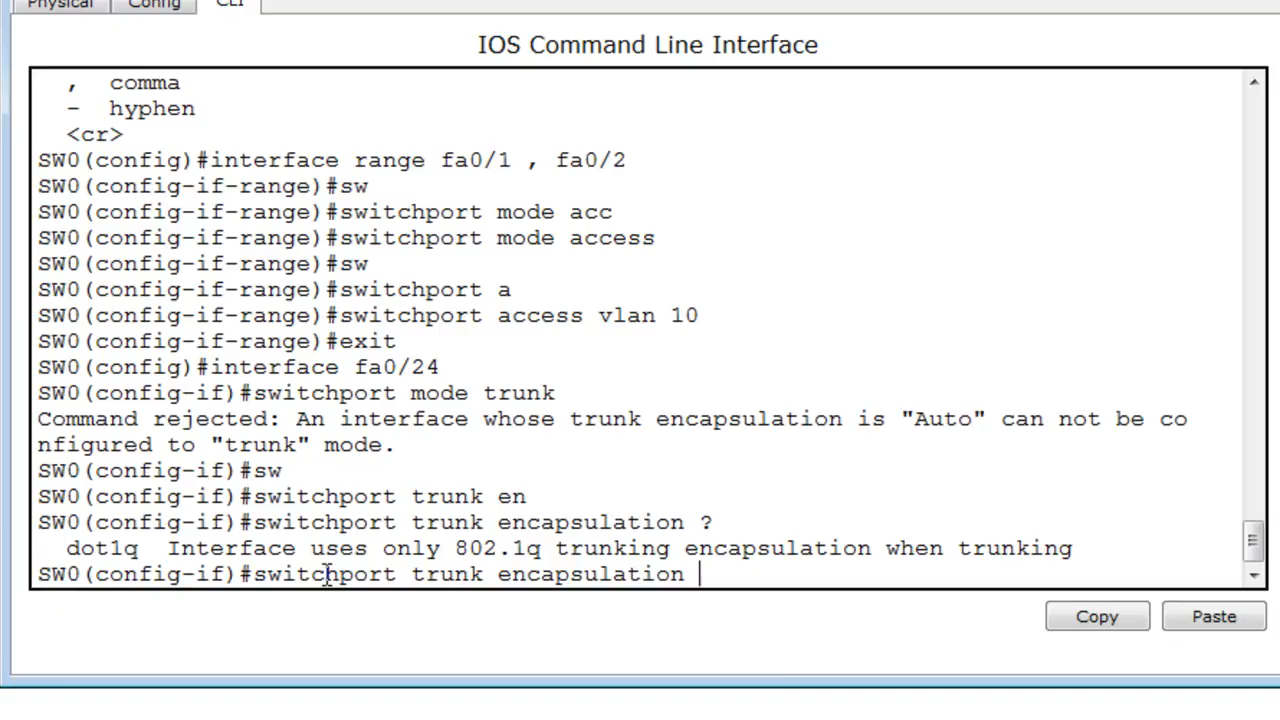 Physical Config CLI
IOS Command Line Interface
, comma
- hyphen
<cr>
SW0(config)#interface range fa0/1 , fa0/2
SW0(config-if-range)#sw
SW0(config-if-range)#switchport mode acc
SW0(config-if-range)#switchport mode access
SW0(config-if-range)#sw
SW0(config-if-range)#switchport a
SW0(config-if-range)#switchport access vlan 10
SW0(config-if-range)#exit
SW0(config)#interface fa0/24
SW0(config-if)#switchport mode trunk
Command rejected: An interface whose trunk encapsulation is "Auto" can not be co
nfigured to "trunk" mode.
SW0(config-if)#sw
SW0(config-if)#switchport trunk en
SW0(config-if)#switchport trunk encapsulation ?
dot1q Interface uses only 802.1q trunking encapsulation when trunking
SW0(config-if)#switchport trunk encapsulation
Copy Paste